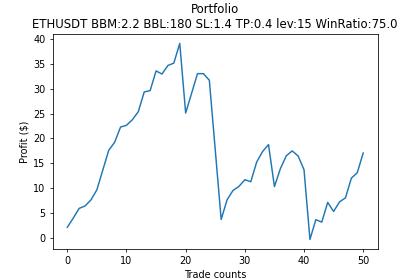 Portfolio
ETHUSDT BBM:2.2 BBL:180 SL:1.4 TP:0.4 lev:15 WinRatio:75.0
40
35
30
25
20
15
10
5
0
Profit ($)
0 10 20 30 40 50
Trade counts